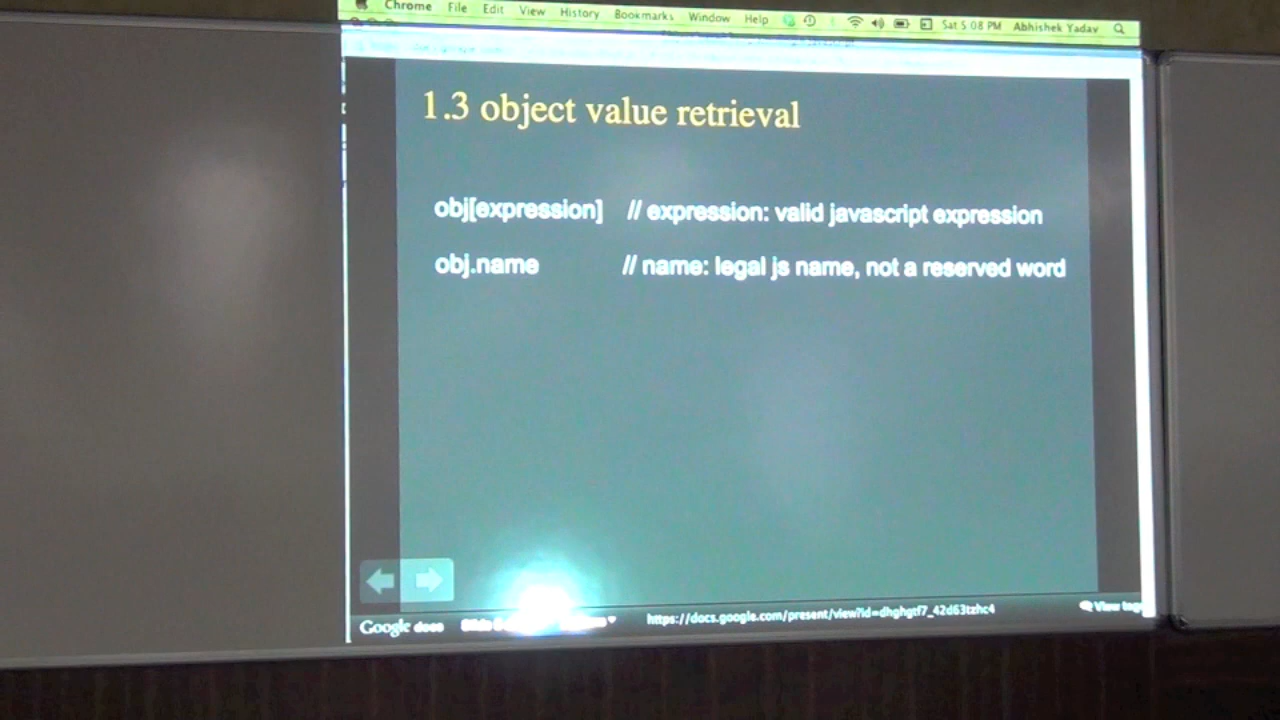 Chrome File Edit View History Bookmarks Window Help Sat 5:08 PM Abhishek Yadav
1.3 object value retrieval
obj[expression] // expression: valid javascript expression
obj.name // name: legal js name, not a reserved word
Google docs
https://docs.google.com/present/view?id=dhghgtf7_42d63tzhc4
View